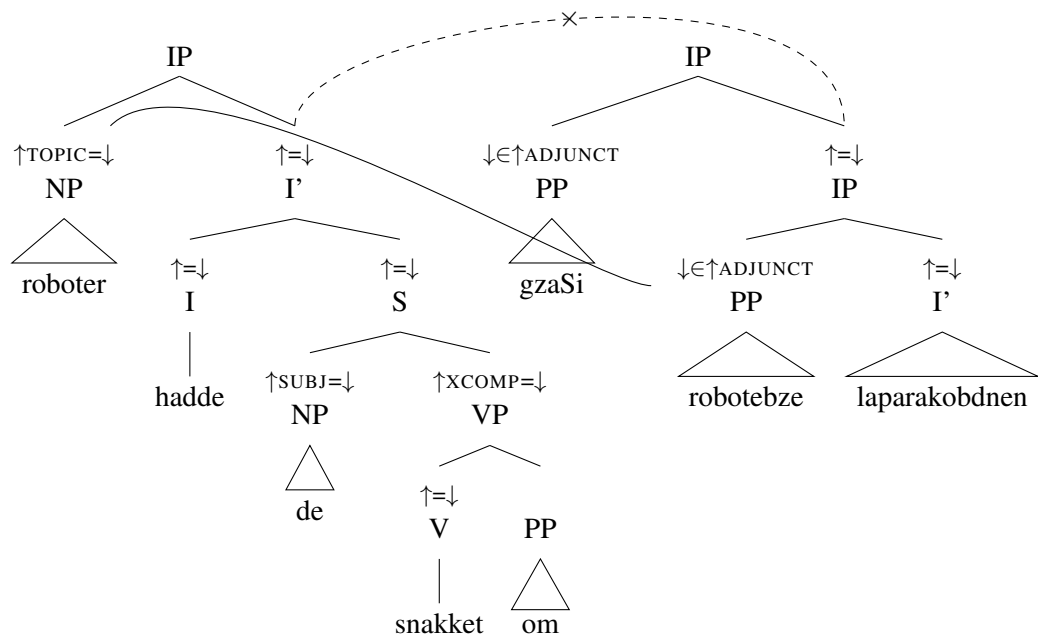 IP IP
↑TOPIC=↓ ↑=↓ ↓∈↑ADJUNCT ↑=↓
NP I' PP IP
roboter ↑=↓ ↑=↓ gzaSi ↓∈↑ADJUNCT ↑=↓
I S PP I'
hadde ↑SUBJ=↓ ↑XCOMP=↓ robotebze laparakobdnen
NP VP
de ↑=↓
V PP
snakket om